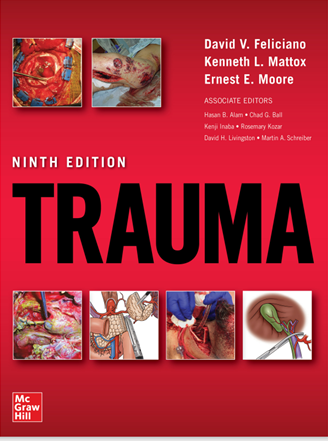 David V. Feliciano
Kenneth L. Mattox
Ernest E. Moore
ASSOCIATE EDITORS
Hasan B. Alam • Chad G. Ball
Kenji Inaba • Rosemary Kozar
David H. Livingston • Martin A. Schreiber
NINTH EDITION
TRAUMA
Mc
Graw
Hill